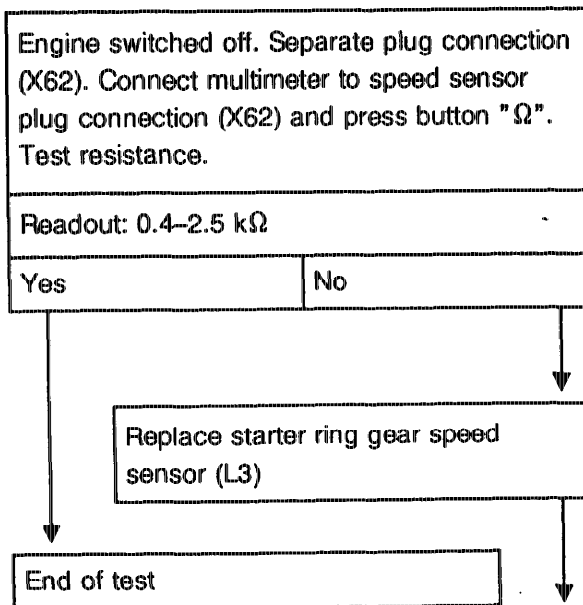 Engine switched off. Separate plug connection
(X62). Connect multimeter to speed sensor
plug connection (X62) and press button "Ω".
Test resistance.
Readout: 0.4–2.5 kΩ
Yes
No
Replace starter ring gear speed
sensor (L3)
End of test